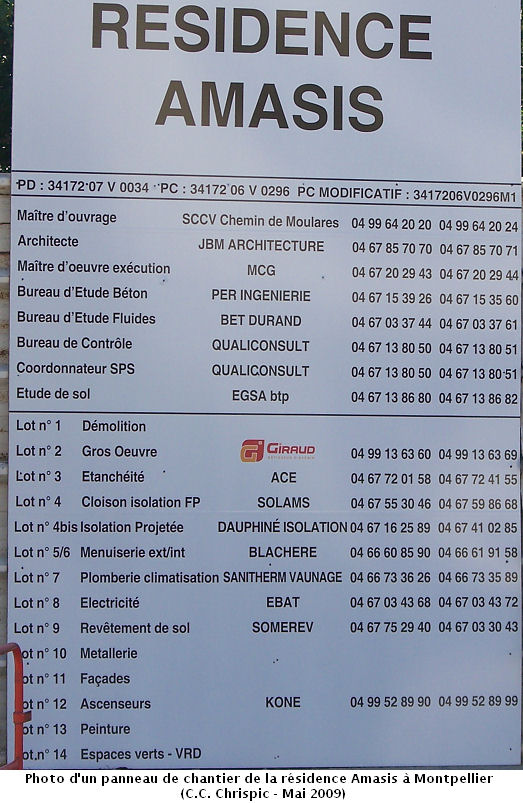 RESIDENCE
AMASIS
PD : 34172 07 V 0034 PC : 34172 06 V 0296 PC MODIFICATIF : 3417206V0296M1
Maître d'ouvrage SCCV Chemin de Moulares 04 99 64 20 20 04 99 64 20 24
Architecte JBM ARCHITECTURE 04 67 85 70 70 04 67 85 70 71
Maître d'oeuvre exécution MCG 04 67 20 29 43 04 67 20 29 44
Bureau d'Etude Béton PER INGENIERIE 04 67 15 39 26 04 67 15 35 60
Bureau d'Etude Fluides BET DURAND 04 67 03 37 44 04 67 03 37 61
Bureau de Contrôle QUALICONSULT 04 67 13 80 50 04 67 13 80 51
Coordonnateur SPS QUALICONSULT 04 67 13 80 50 04 67 13 80 51
Etude de sol EGSA btp 04 67 13 86 80 04 67 13 86 82
Lot n° 1 Démolition
Lot n° 2 Gros Oeuvre GIRAUD 04 99 13 63 60 04 99 13 63 69
Lot n° 3 Etanchéité ACE 04 67 72 01 58 04 67 72 41 55
Lot n° 4 Cloison isolation FP SOLAMS 04 67 55 30 46 04 67 59 86 68
Lot n° 4bis Isolation Projetée DAUPHINÉ ISOLATION 04 67 16 25 89 04 67 41 02 85
Lot n° 5/6 Menuiserie ext/int BLACHERE 04 66 60 85 90 04 66 61 91 58
Lot n° 7 Plomberie climatisation SANITHERM VAUNAGE 04 66 73 36 26 04 66 73 35 89
Lot n° 8 Electricité EBAT 04 67 03 43 68 04 67 03 43 72
Lot n° 9 Revêtement de sol SOMEREV 04 67 75 29 40 04 67 03 30 43
Lot n° 10 Metallerie
Lot n° 11 Façades
Lot n° 12 Ascenseurs KONE 04 99 52 89 90 04 99 52 89 99
Lot n° 13 Peinture
Lot n° 14 Espaces verts - VRD
Photo d'un panneau de chantier de la résidence Amasis à Montpellier
(C.C. Chrispic - Mai 2009)